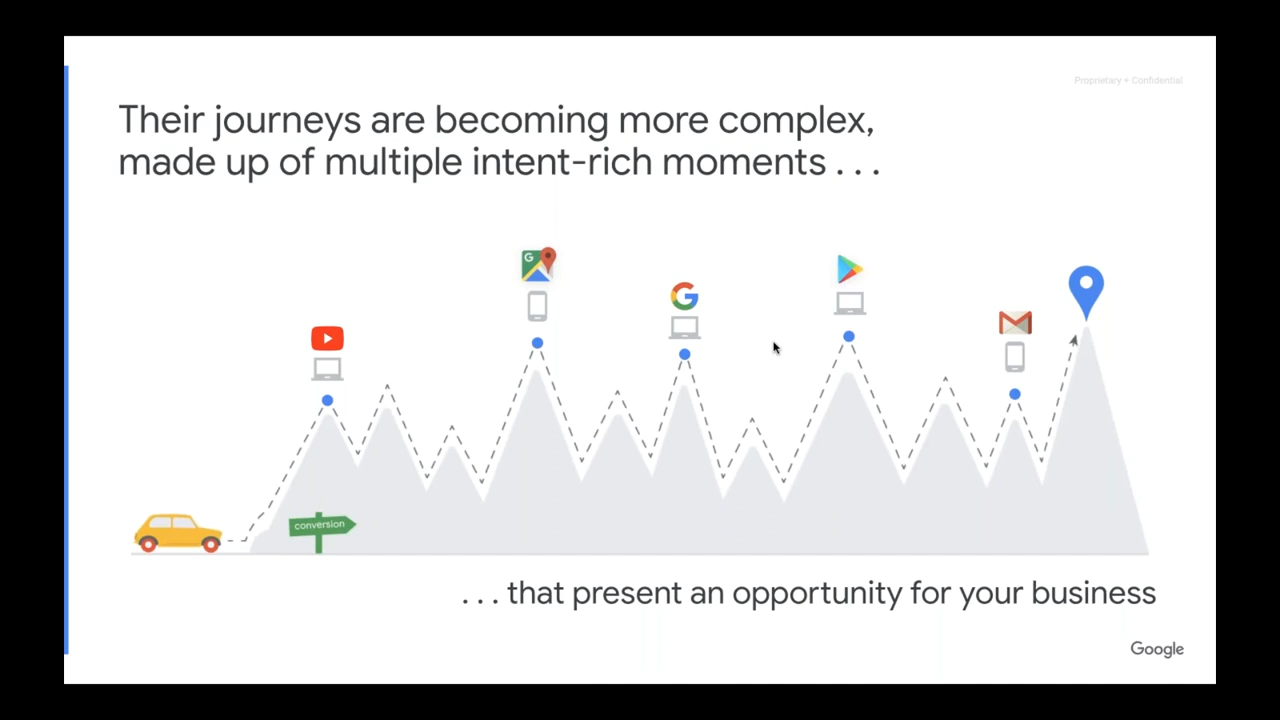 Proprietary + Confidential
Their journeys are becoming more complex,
made up of multiple intent-rich moments . . .
G
conversion
. . . that present an opportunity for your business
Google